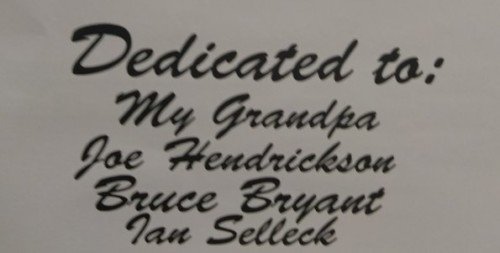 Dedicated to:
My Grandpa
Joe Hendrickson
Bruce Bryant
Ian Selleck